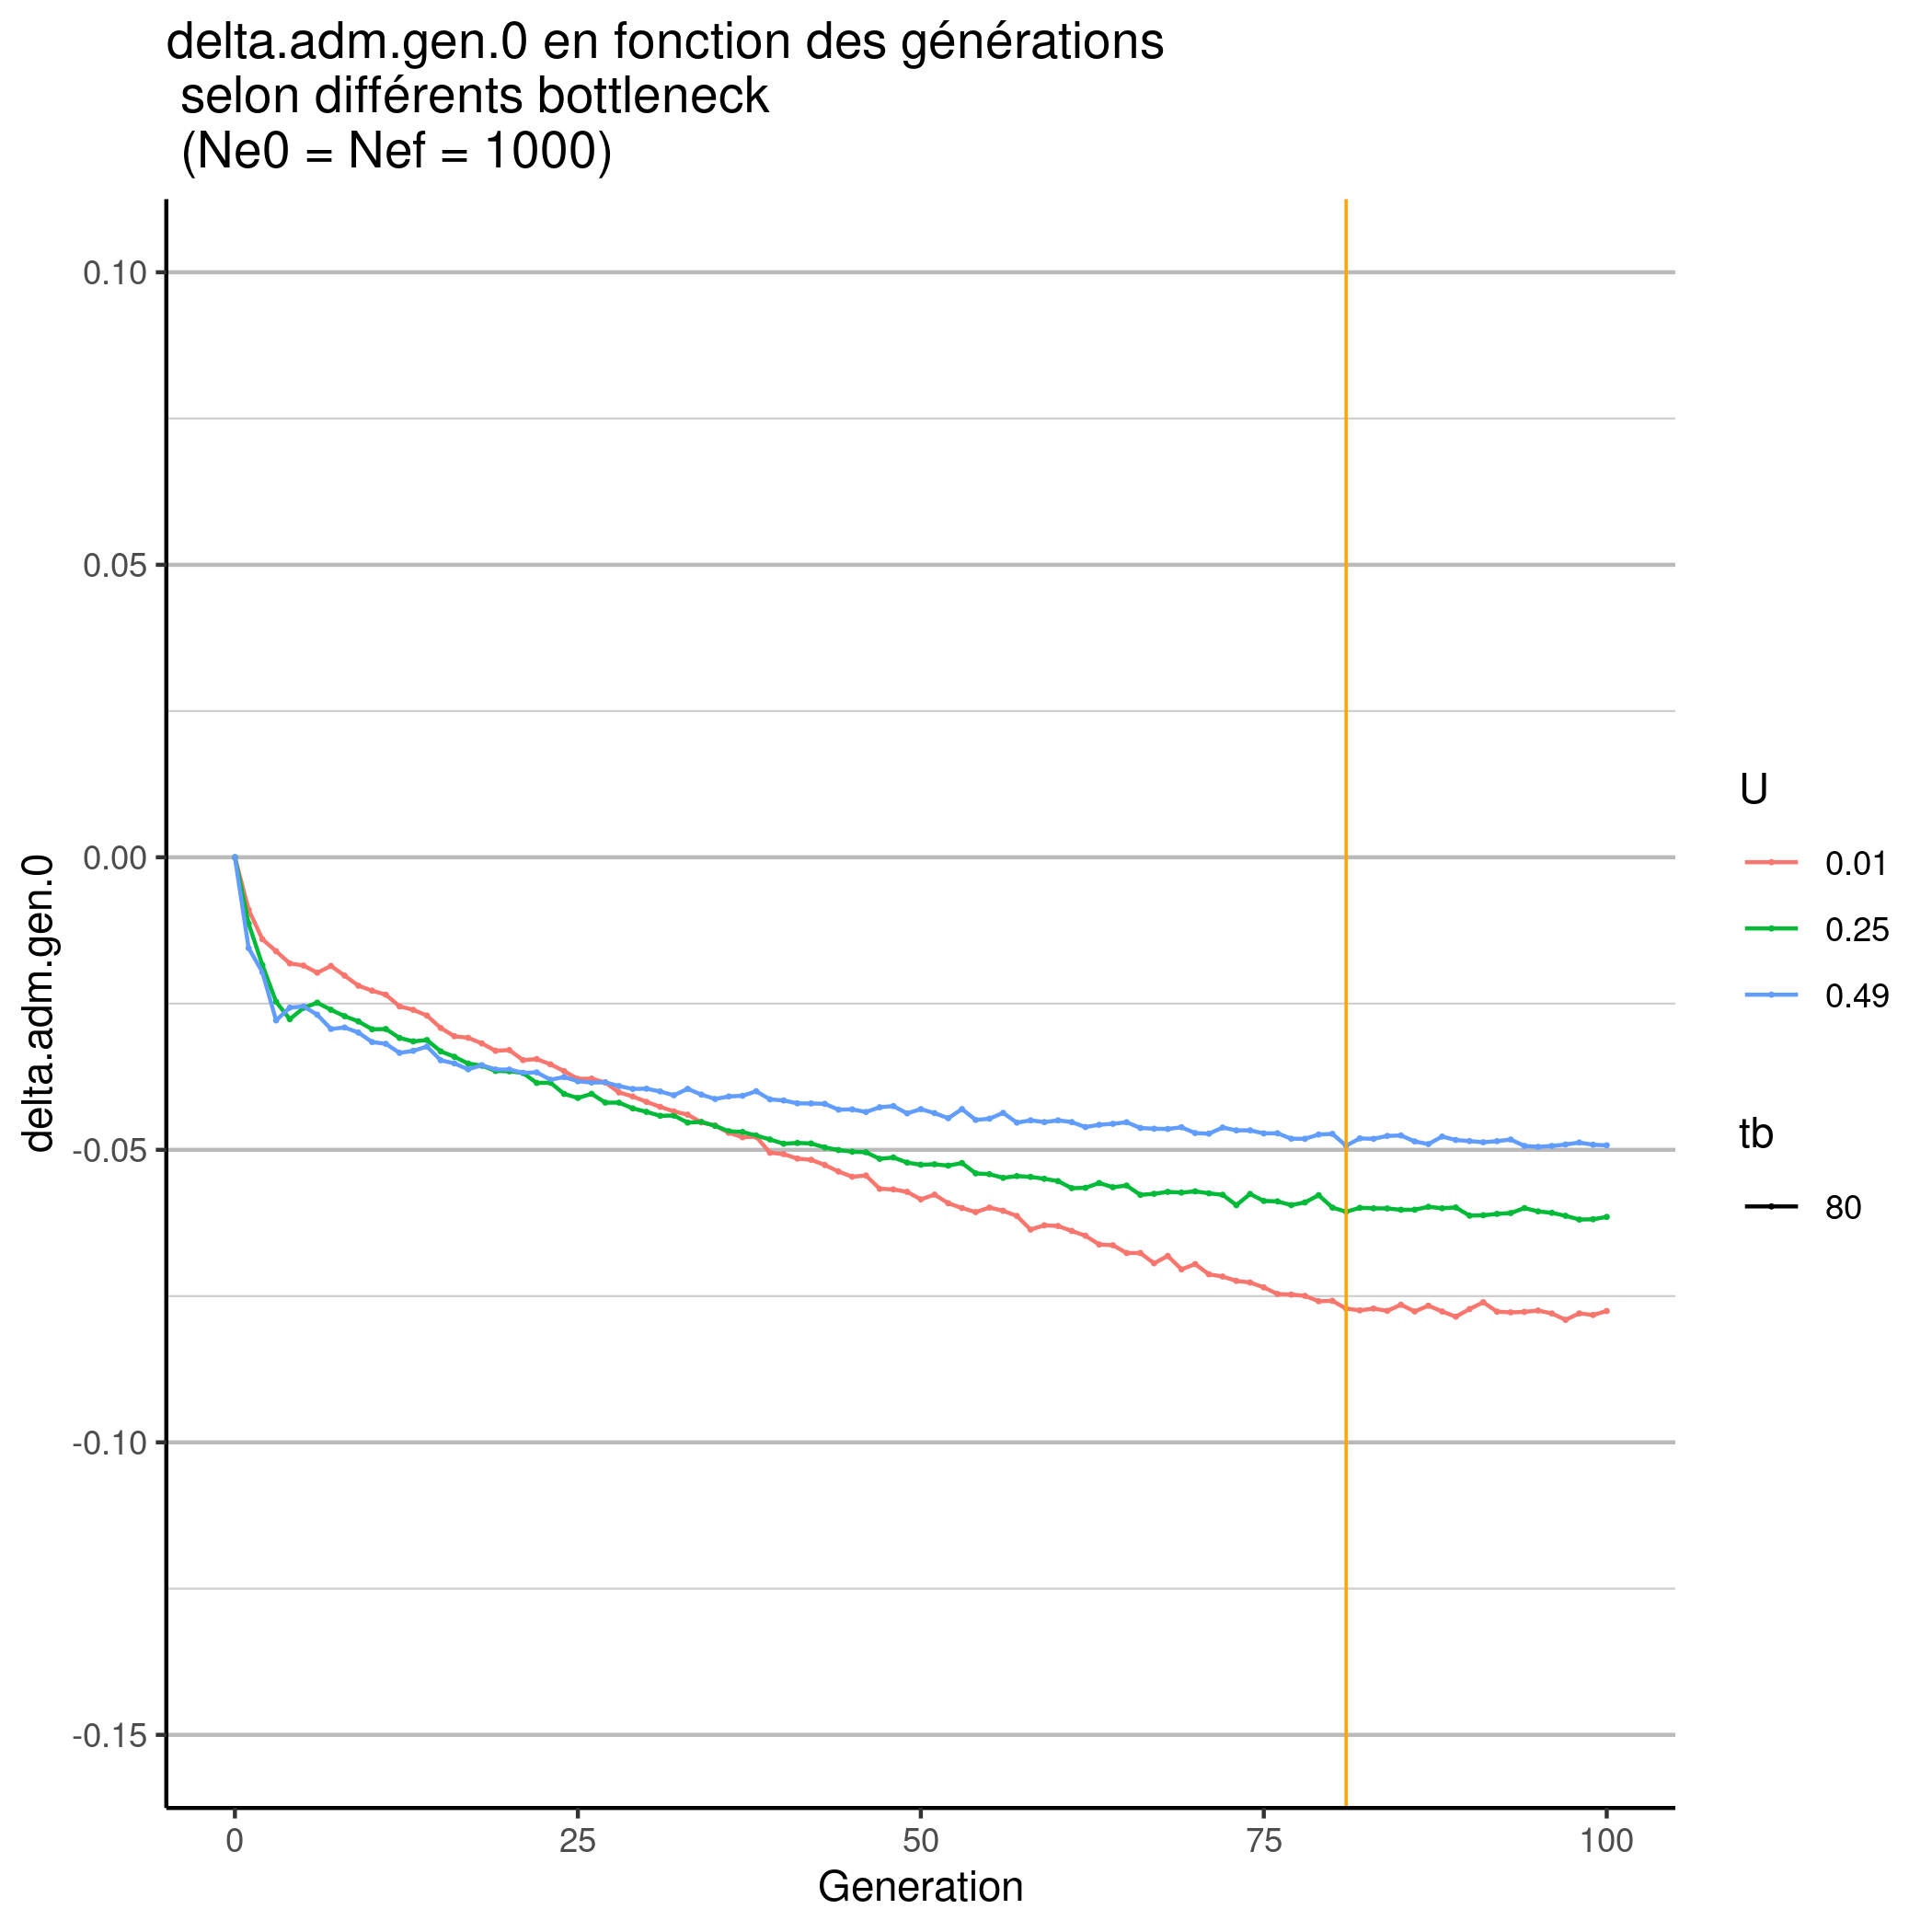 delta.adm.gen.0 en fonction des générations
selon différents bottleneck
(Ne0 = Nef = 1000)
delta.adm.gen.0
0.10
0.05
0.00
-0.05
-0.10
-0.15
0
25
50
75
100
Generation
U
0.01
0.25
0.49
tb
80